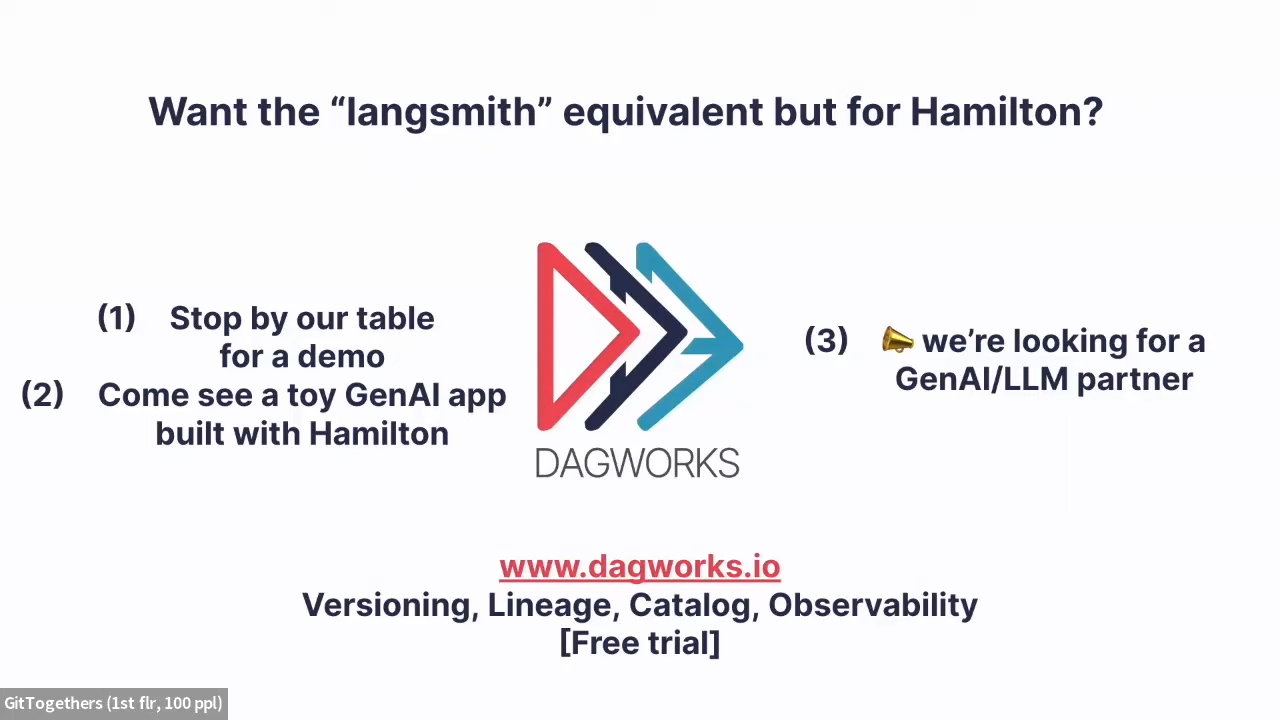 Want the “langsmith” equivalent but for Hamilton?
(1) Stop by our table
for a demo
(2) Come see a toy GenAI app
built with Hamilton
DAGWORKS
(3) 📣 we’re looking for a
GenAI/LLM partner
www.dagworks.io
Versioning, Lineage, Catalog, Observability
[Free trial]
GitTogethers (1st flr, 100 ppl)